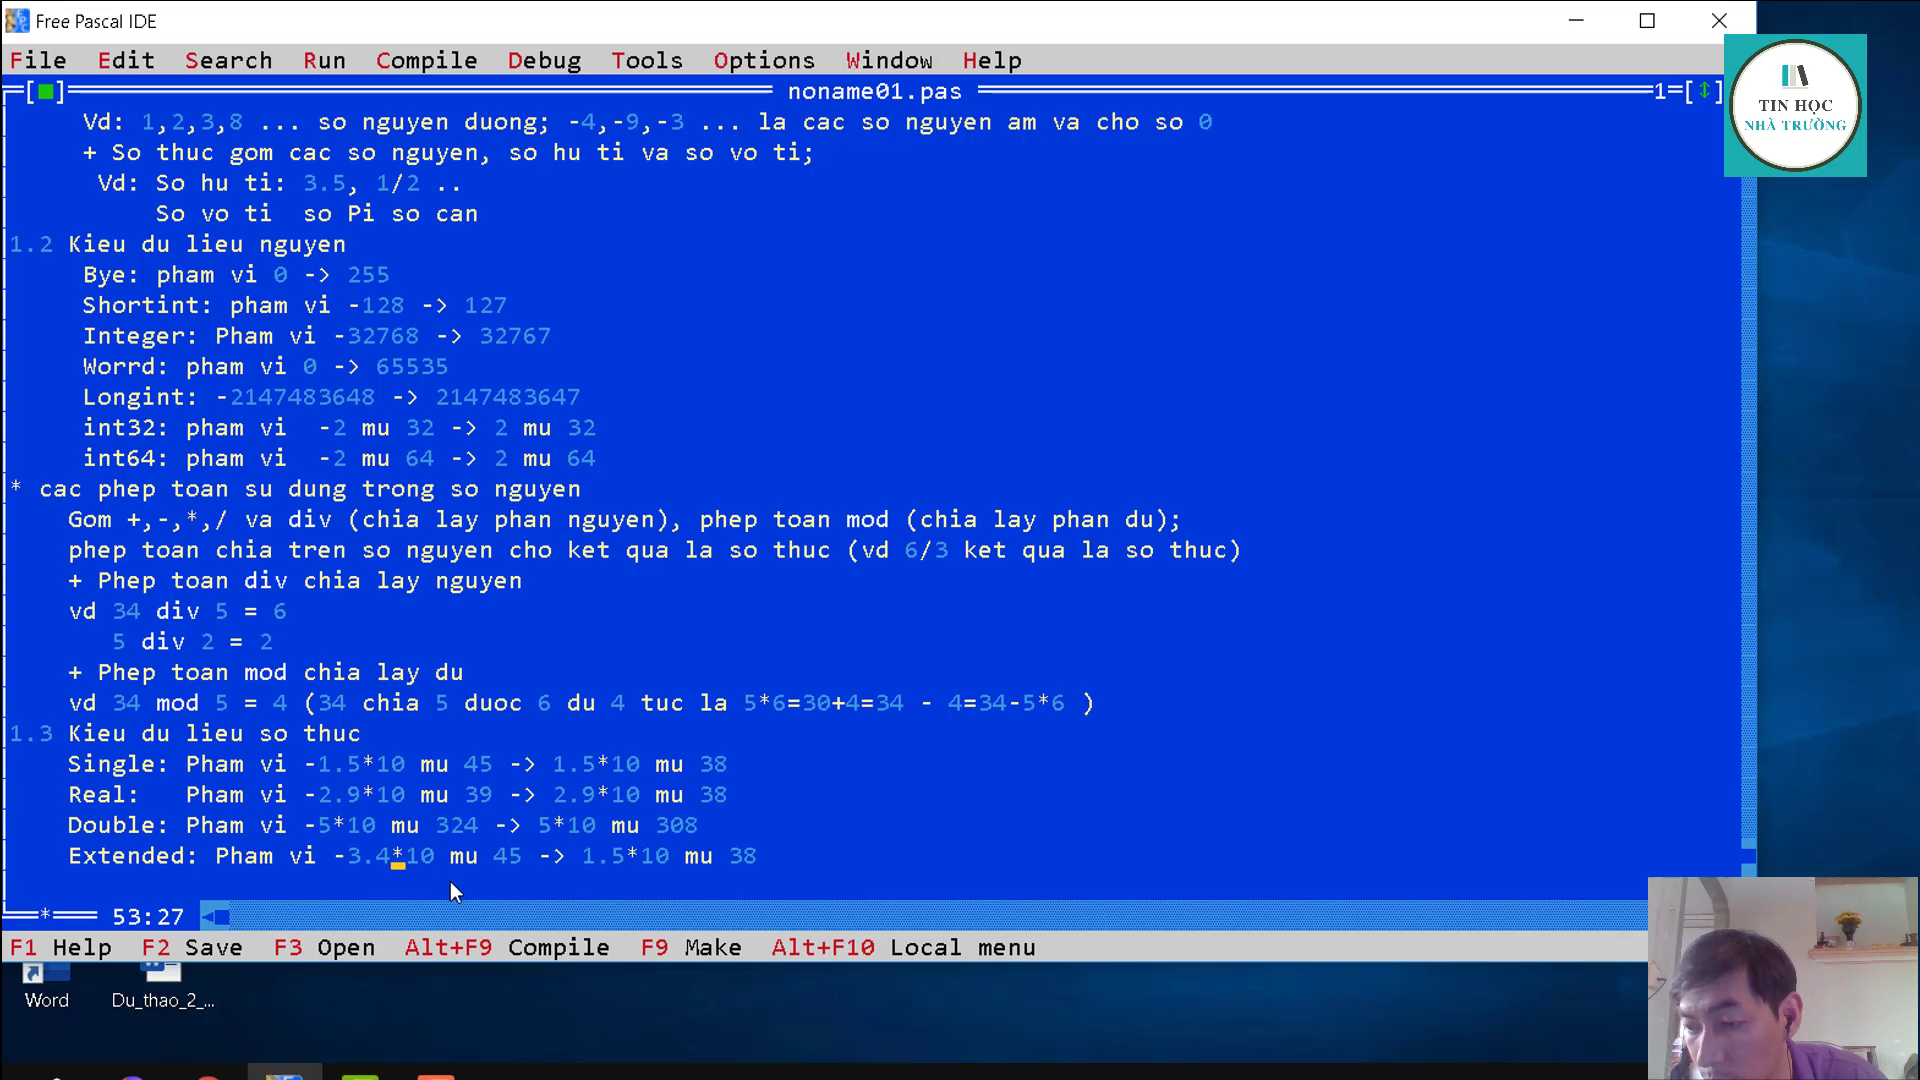 Free Pascal IDE
File Edit Search Run Compile Debug Tools Options Window Help
noname01.pas 1
TIN HỌC
NHÀ TRƯỜNG
Vd: 1,2,3,8 ... so nguyen duong; -4,-9,-3 ... la cac so nguyen am va cho so 0
+ So thuc gom cac so nguyen, so hu ti va so vo ti;
Vd: So hu ti: 3.5, 1/2 ..
So vo ti so Pi so can
1.2 Kieu du lieu nguyen
Bye: pham vi 0 -> 255
Shortint: pham vi -128 -> 127
Integer: Pham vi -32768 -> 32767
Worrd: pham vi 0 -> 65535
Longint: -2147483648 -> 2147483647
int32: pham vi -2 mu 32 -> 2 mu 32
int64: pham vi -2 mu 64 -> 2 mu 64
* cac phep toan su dung trong so nguyen
Gom +,-,*,/ va div (chia lay phan nguyen), phep toan mod (chia lay phan du);
phep toan chia tren so nguyen cho ket qua la so thuc (vd 6/3 ket qua la so thuc)
+ Phep toan div chia lay nguyen
vd 34 div 5 = 6
5 div 2 = 2
+ Phep toan mod chia lay du
vd 34 mod 5 = 4 (34 chia 5 duoc 6 du 4 tuc la 5*6=30+4=34 - 4=34-5*6 )
1.3 Kieu du lieu so thuc
Single: Pham vi -1.5*10 mu 45 -> 1.5*10 mu 38
Real: Pham vi -2.9*10 mu 39 -> 2.9*10 mu 38
Double: Pham vi -5*10 mu 324 -> 5*10 mu 308
Extended: Pham vi -3.4*10 mu 45 -> 1.5*10 mu 38
* 53:27
F1 Help F2 Save F3 Open Alt+F9 Compile F9 Make Alt+F10 Local menu
Word Du_thao_2_...